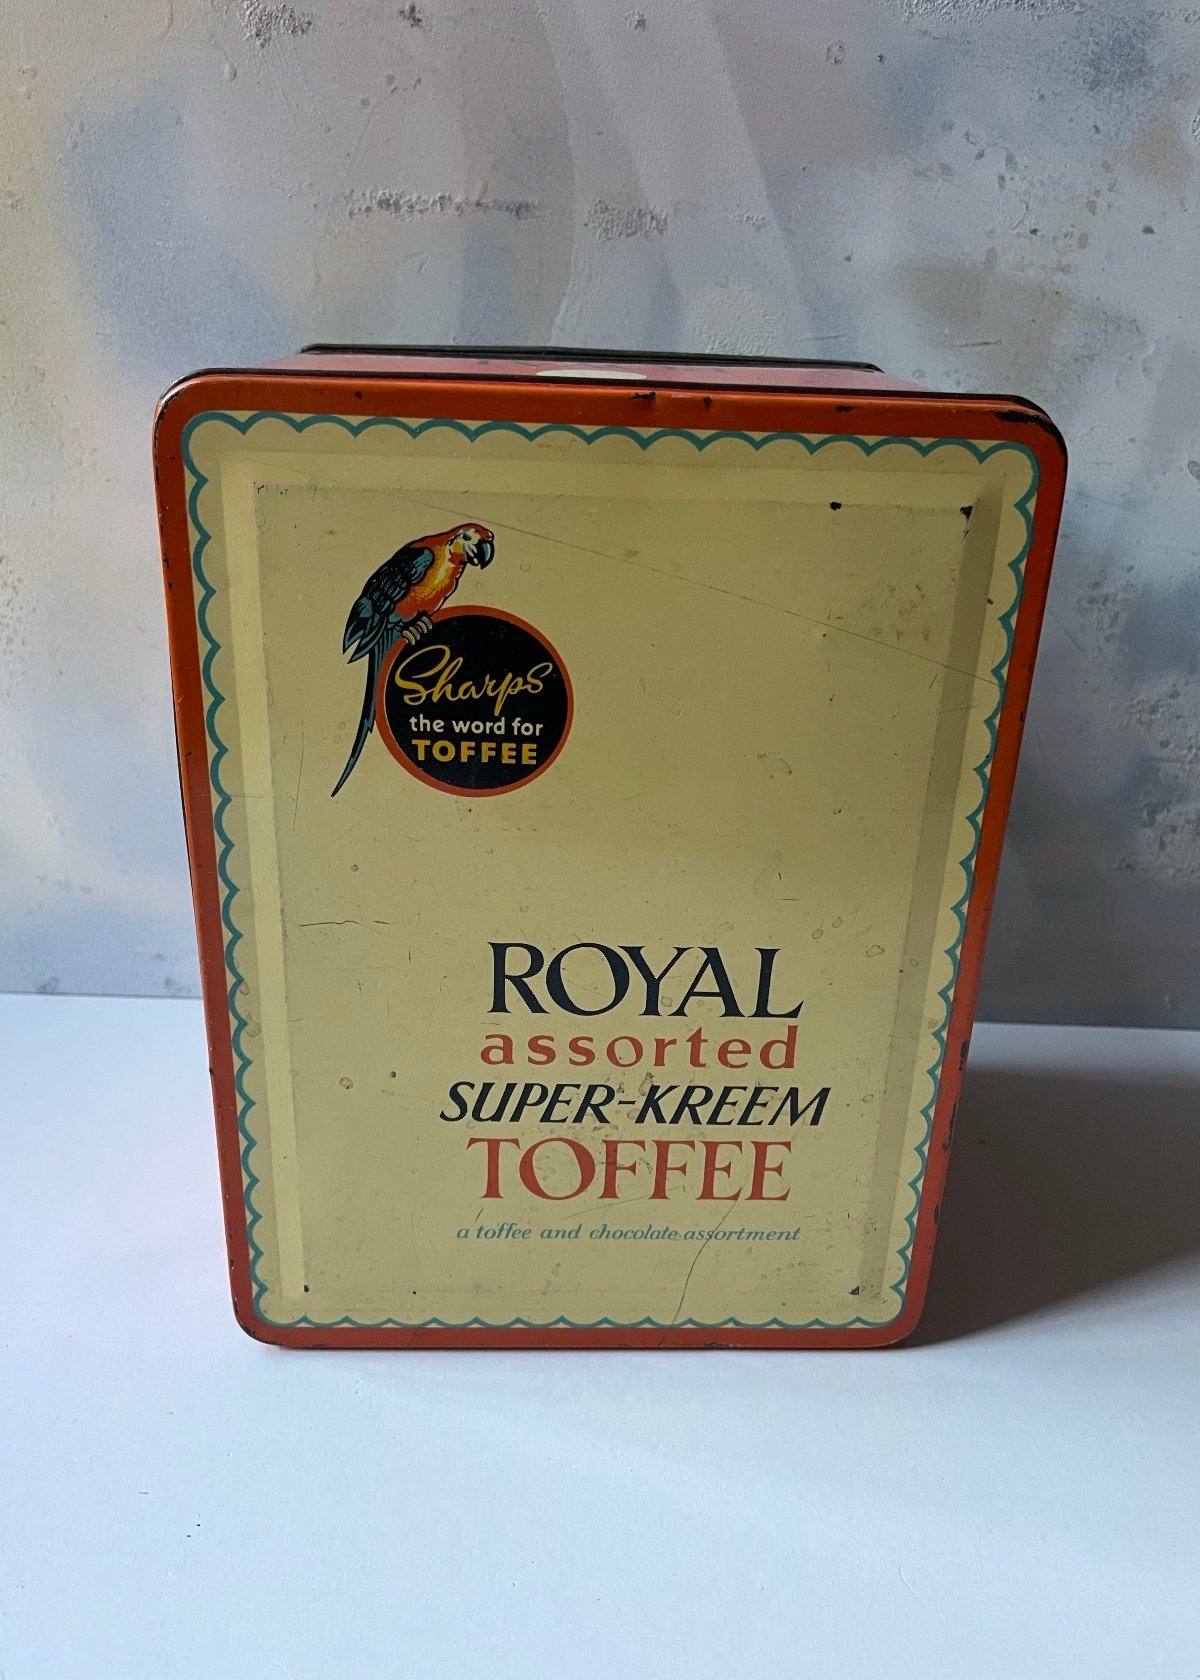 Sharps
the word for
TOFFEE
ROYAL
assorted
SUPER-KREEM
TOFFEE
a toffee and chocolate assortment